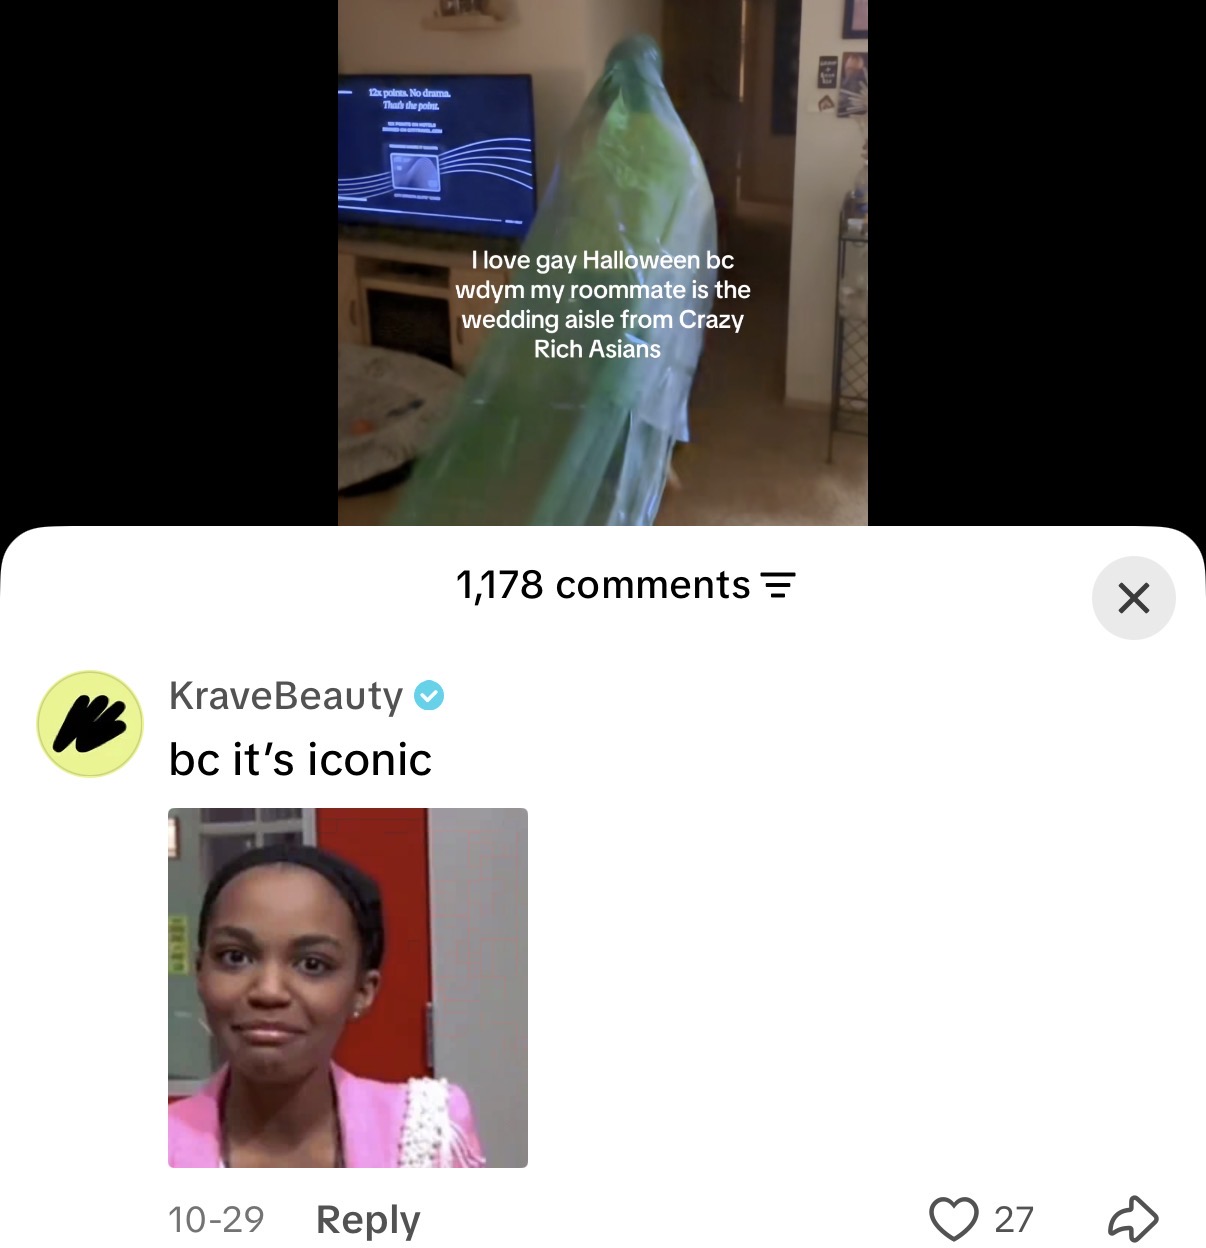 12x points. No drama.
That's the point.
I love gay Halloween bc
wdym my roommate is the
wedding aisle from Crazy
Rich Asians
1,178 comments
KraveBeauty
bc it’s iconic
10-29 Reply 27